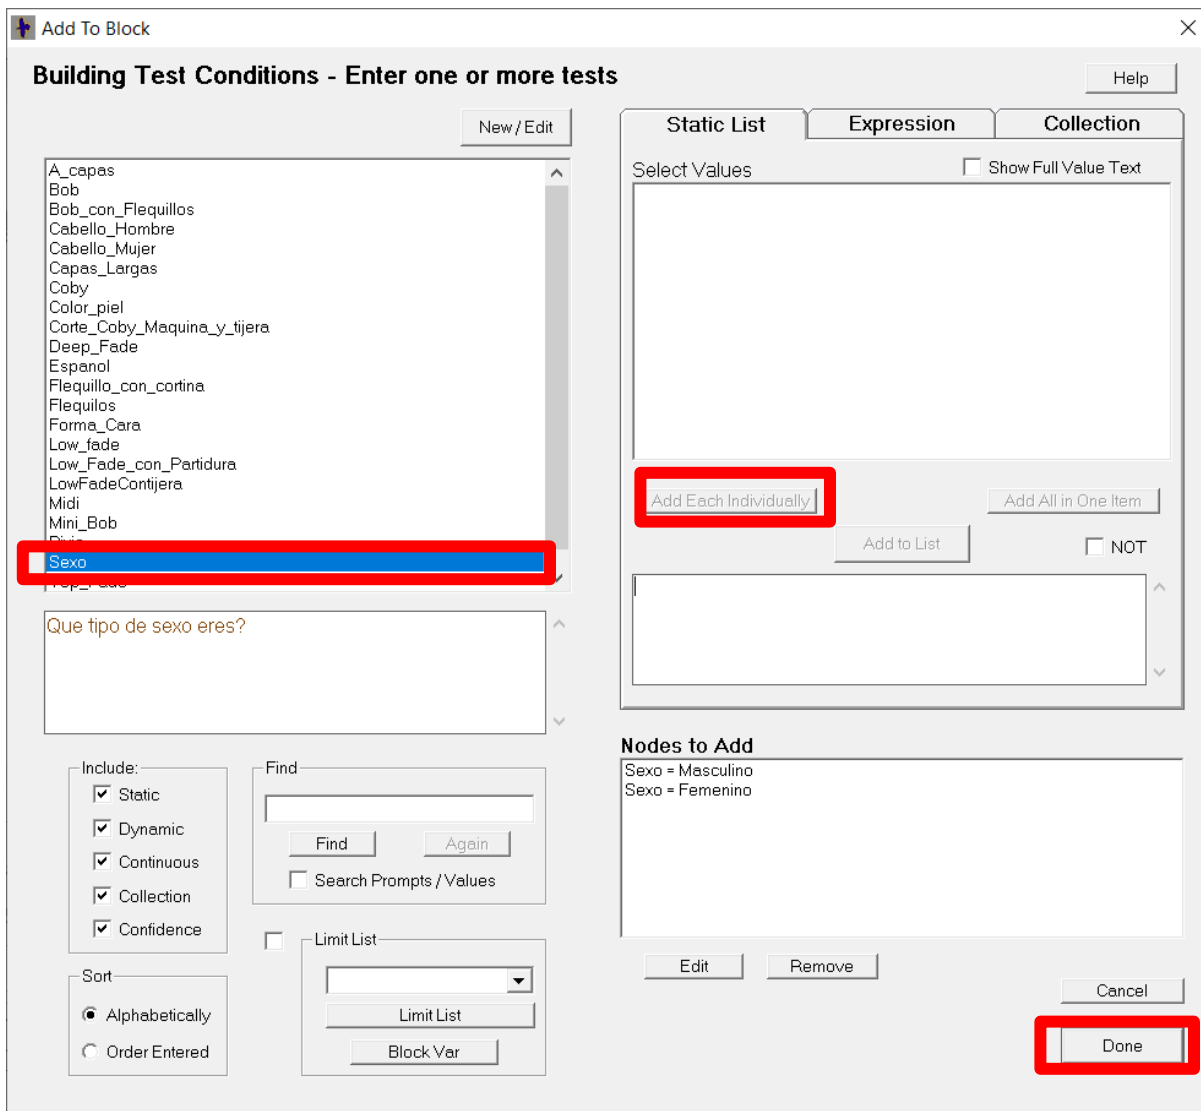 Add To Block
Building Test Conditions - Enter one or more tests
Help
New / Edit
A_capas
Bob
Bob_con_Flequillos
Cabello_Hombre
Cabello_Mujer
Capas_Largas
Coby
Color_piel
Corte_Coby_Maquina_y_tijera
Deep_Fade
Espanol
Flequillo_con_cortina
Flequilos
Forma_Cara
Low_fade
Low_Fade_con_Partidura
LowFadeContijera
Midi
Mini_Bob
Sexo
Que tipo de sexo eres?
Include:
Static
Dynamic
Continuous
Collection
Confidence
Sort
Alphabetically
Order Entered
Find
Find
Again
Search Prompts / Values
Limit List
Limit List
Block Var
Static List
Expression
Collection
Select Values
Show Full Value Text
Add Each Individually
Add All in One Item
Add to List
NOT
Nodes to Add
Sexo = Masculino
Sexo = Femenino
Edit
Remove
Cancel
Done